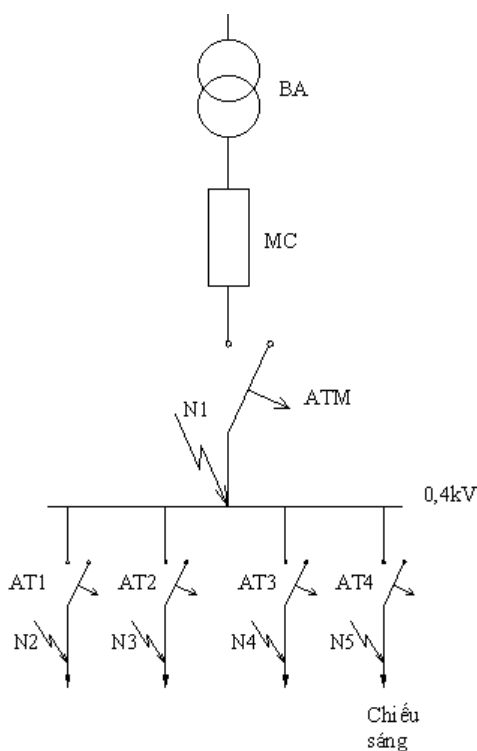 BA
MC
ATM
N1
0,4kV
AT1 AT2 AT3 AT4
N2 N3 N4 N5
Chiếu
sáng